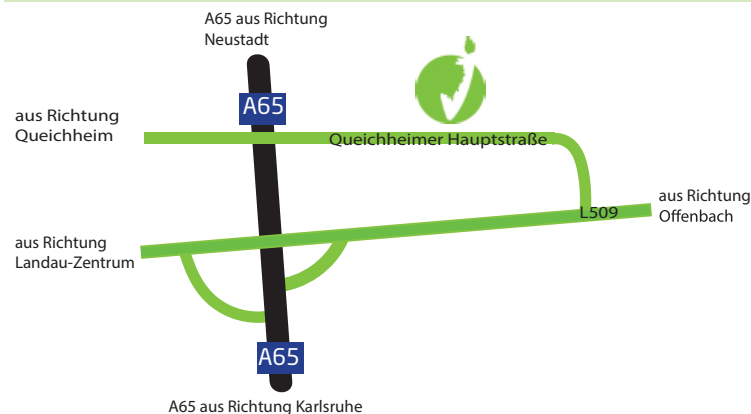 A65 aus Richtung
Neustadt
A65
aus Richtung
Queichheim
Queichheimer Hauptstraße
aus Richtung
Offenbach
L509
aus Richtung
Landau-Zentrum
A65
A65 aus Richtung Karlsruhe